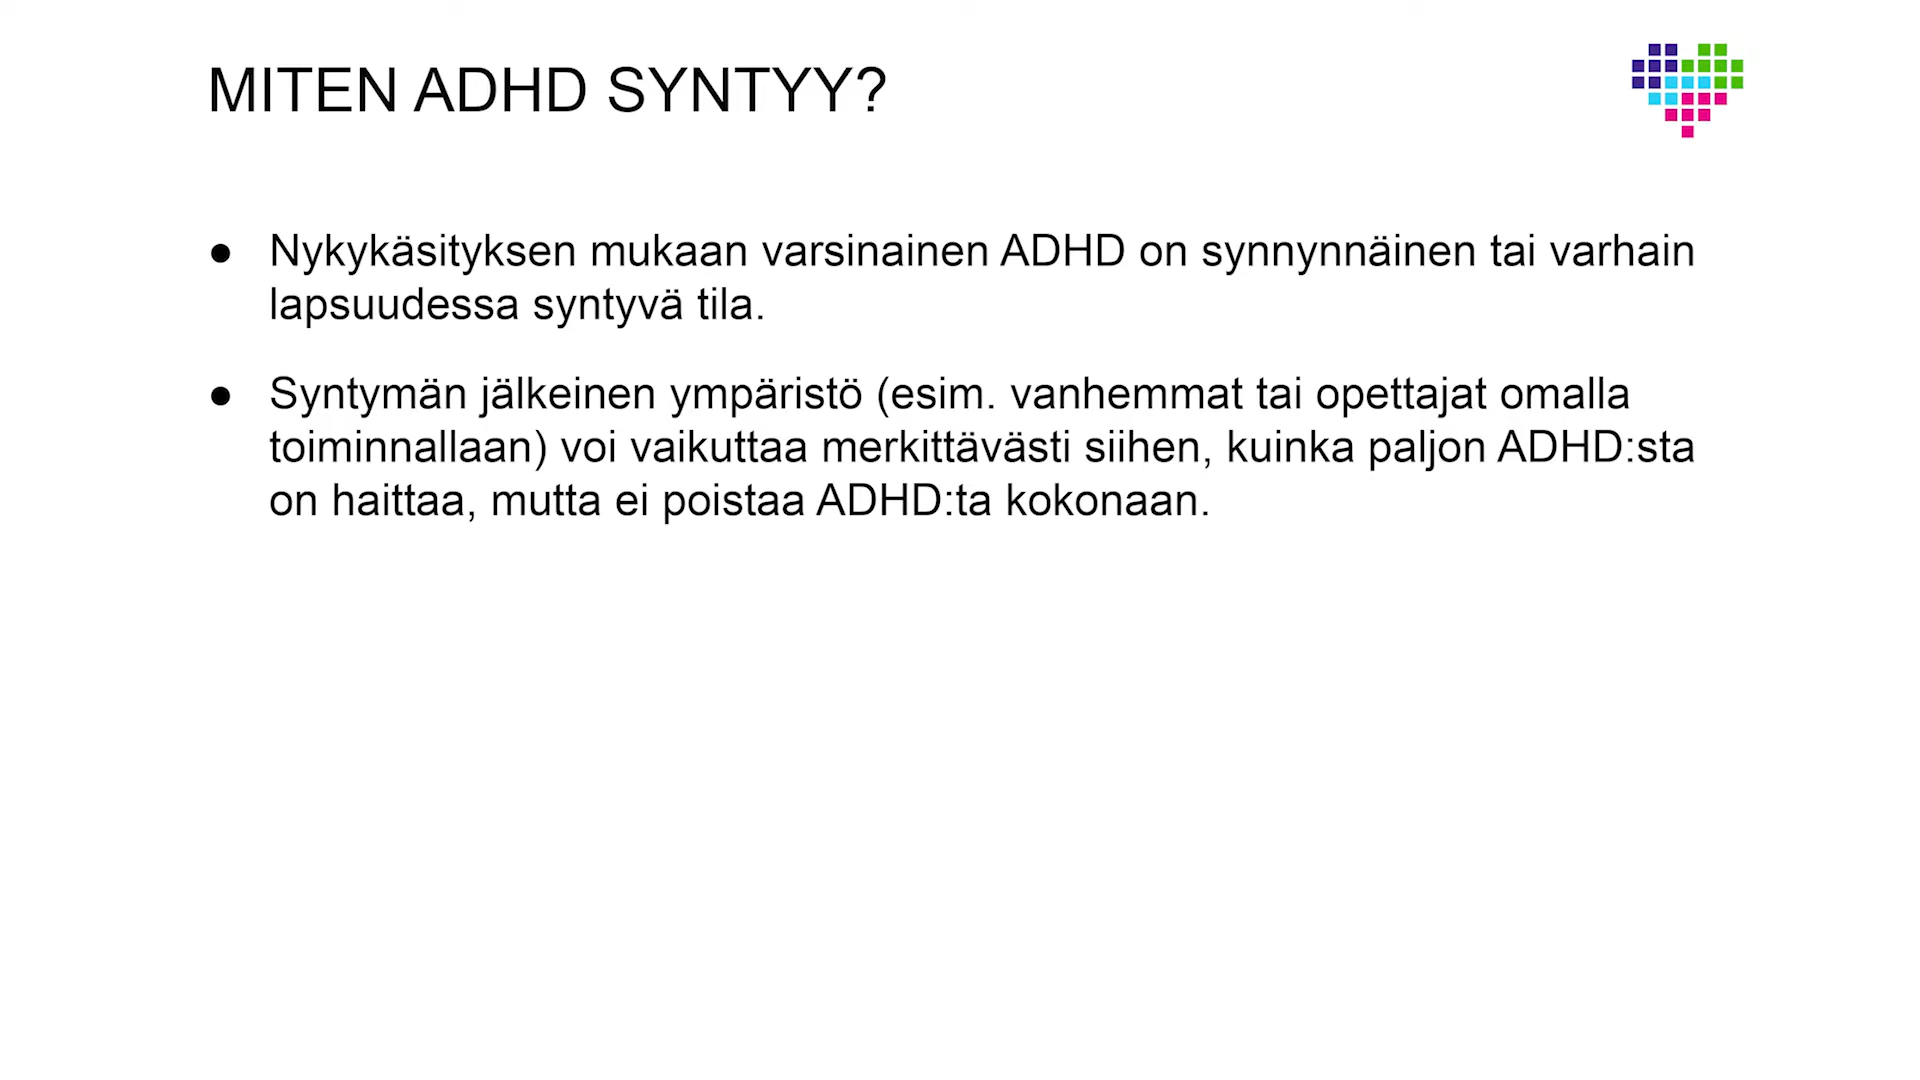 MITEN ADHD SYNTYY?
● Nykykäsityksen mukaan varsinainen ADHD on synnynnäinen tai varhain
lapsuudessa syntyvä tila.
● Syntymän jälkeinen ympäristö (esim. vanhemmat tai opettajat omalla
toiminnallaan) voi vaikuttaa merkittävästi siihen, kuinka paljon ADHD:sta
on haittaa, mutta ei poistaa ADHD:ta kokonaan.